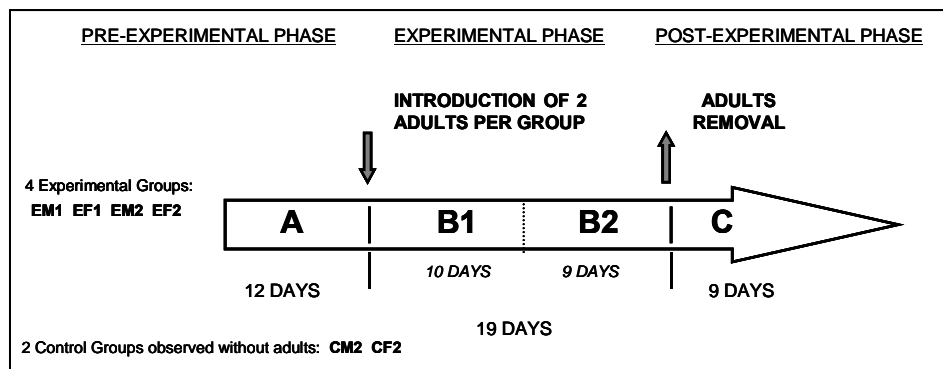 PRE-EXPERIMENTAL PHASE EXPERIMENTAL PHASE POST-EXPERIMENTAL PHASE
INTRODUCTION OF 2
ADULTS PER GROUP
ADULTS
REMOVAL
4 Experimental Groups:
EM1 EF1 EM2 EF2
A B1 B2 C
10 DAYS 9 DAYS
12 DAYS 9 DAYS
19 DAYS
2 Control Groups observed without adults: CM2 CF2